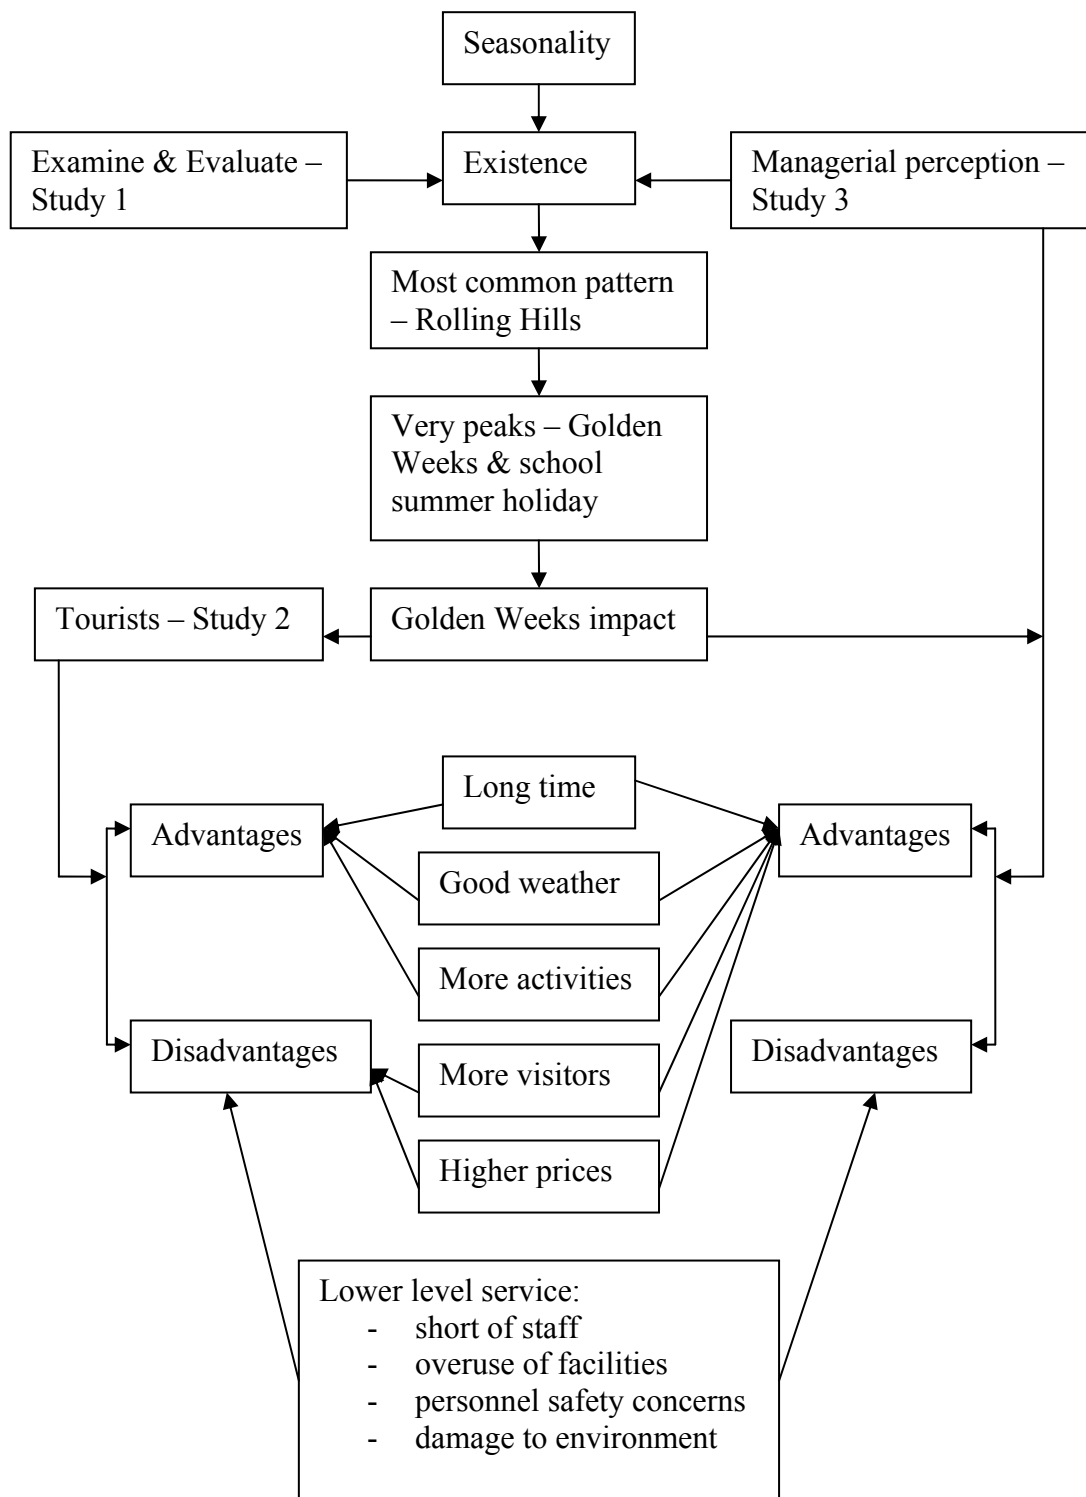 Seasonality
Examine & Evaluate –
Study 1
Existence
Managerial perception –
Study 3
Most common pattern
– Rolling Hills
Very peaks – Golden
Weeks & school
summer holiday
Tourists – Study 2
Golden Weeks impact
Long time
Advantages
Advantages
Good weather
More activities
Disadvantages
Disadvantages
More visitors
Higher prices
Lower level service:
- short of staff
- overuse of facilities
- personnel safety concerns
- damage to environment